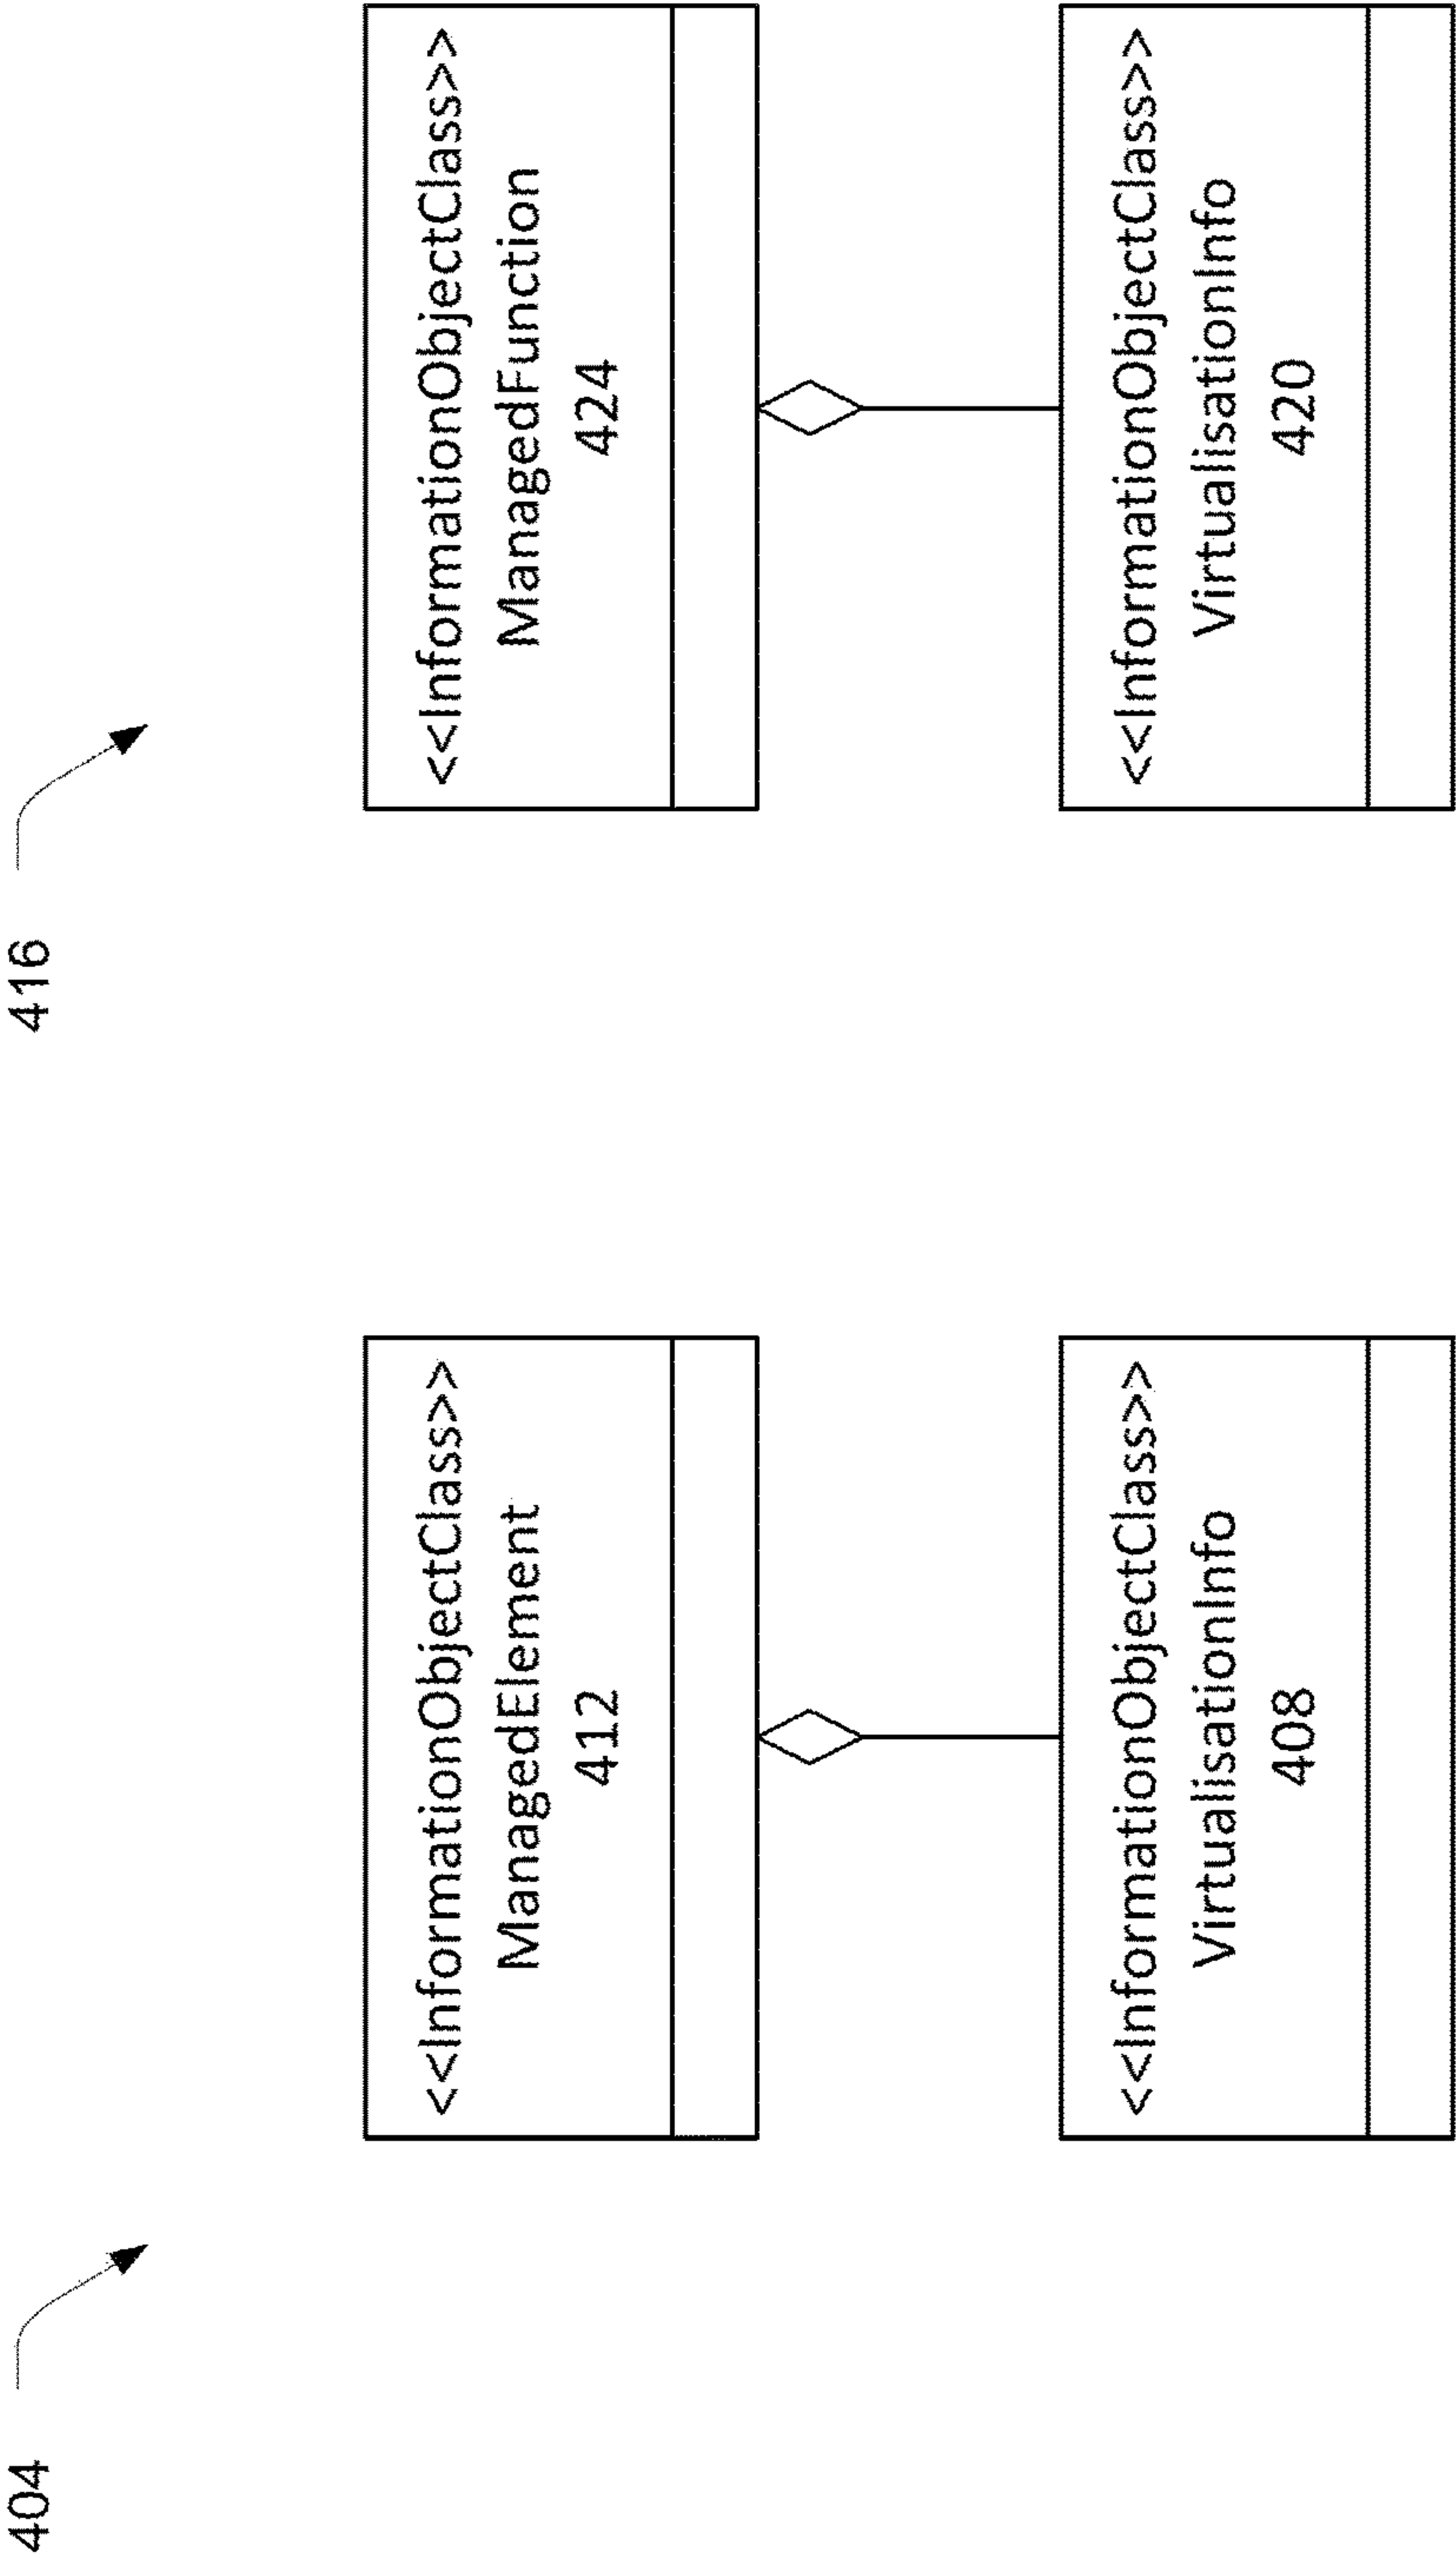 404
<<InformationObjectClass>>
ManagedElement
412
<<InformationObjectClass>>
VirtualisationInfo
408
416
<<InformationObjectClass>>
ManagedFunction
424
<<InformationObjectClass>>
VirtualisationInfo
420